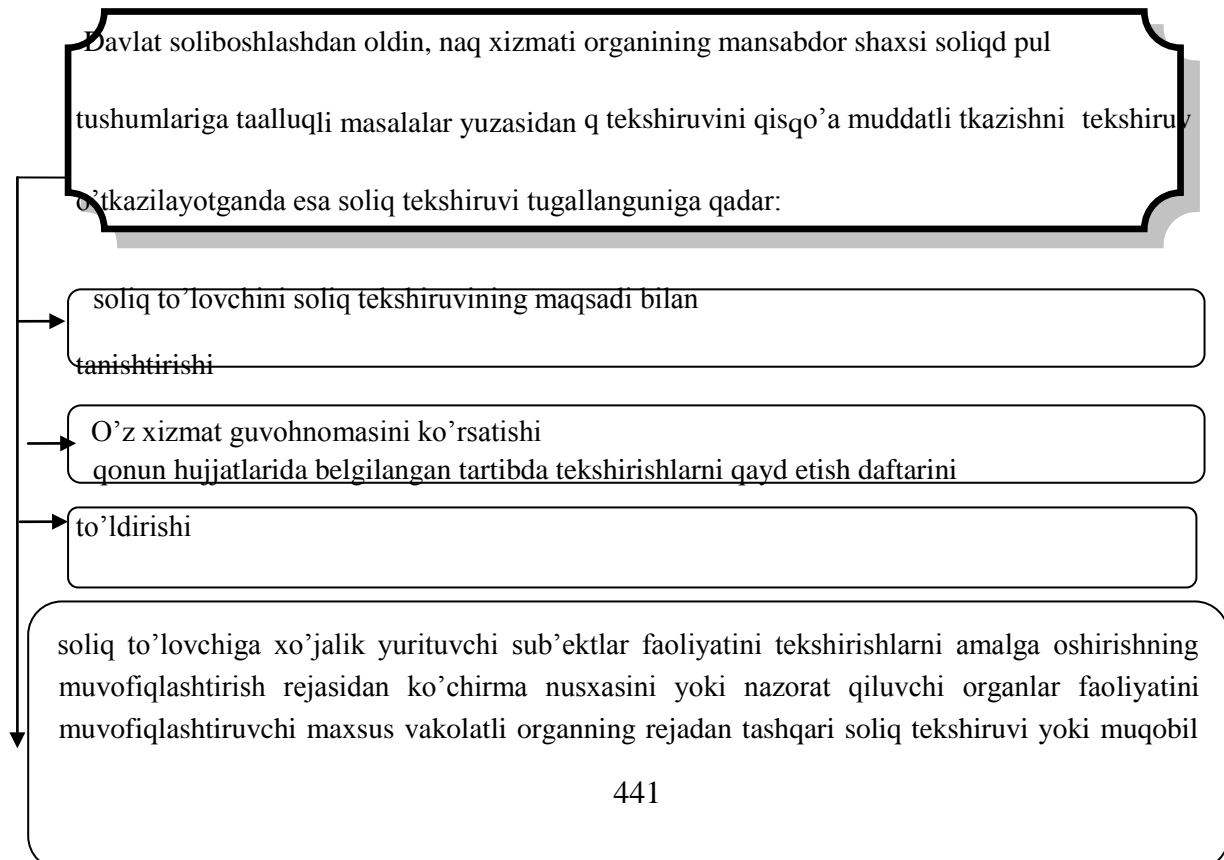 Davlat soliboshlashdan oldin, naq xizmati organining mansabdor shaxsi soliqd pul
tushumlariga taalluqli masalalar yuzasidan q tekshiruvini qisqo’a muddatli tkazishni tekshiruv
o’tkazilayotganda esa soliq tekshiruvi tugallanguniga qadar:
soliq to’lovchini soliq tekshiruvining maqsadi bilan
tanishtirishi
O’z xizmat guvohnomasini ko’rsatishi
qonun hujjatlarida belgilangan tartibda tekshirishlarni qayd etish daftarini
to’ldirishi
soliq to’lovchiga xo’jalik yurituvchi sub’ektlar faoliyatini tekshirishlarni amalga oshirishning
muvofiqlashtirish rejasidan ko’chirma nusxasini yoki nazorat qiluvchi organlar faoliyatini
muvofiqlashtiruvchi maxsus vakolatli organning rejadan tashqari soliq tekshiruvi yoki muqobil
441